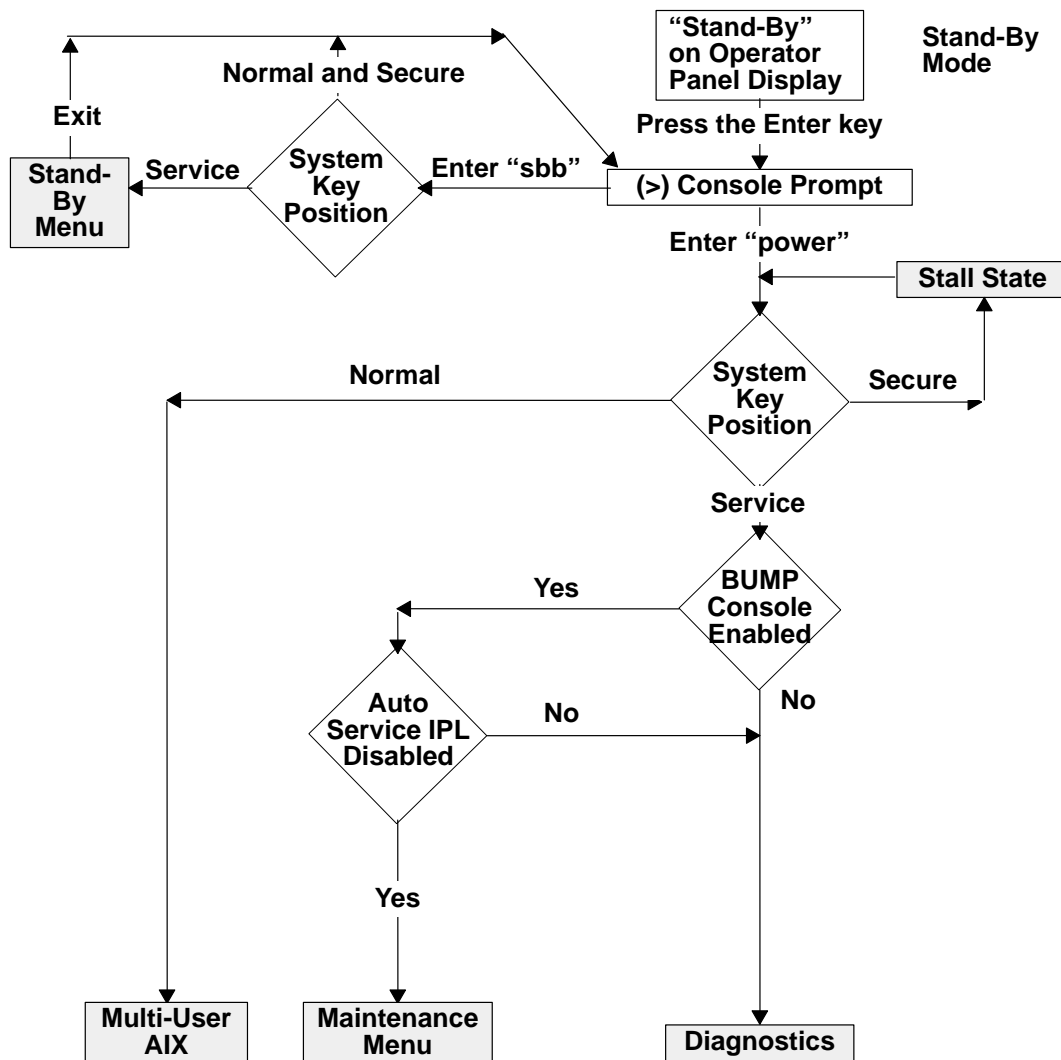 “Stand-By”
on Operator
Panel Display
Stand-By
Mode
Normal and Secure
Exit
Press the Enter key
Stand-
By
Menu
Service
System
Key
Position
Enter “sbb”
(>) Console Prompt
Enter “power”
Stall State
Normal
System
Key
Position
Secure
Service
BUMP
Console
Enabled
Yes
No
Auto
Service IPL
Disabled
No
Yes
Multi-User
AIX
Maintenance
Menu
Diagnostics